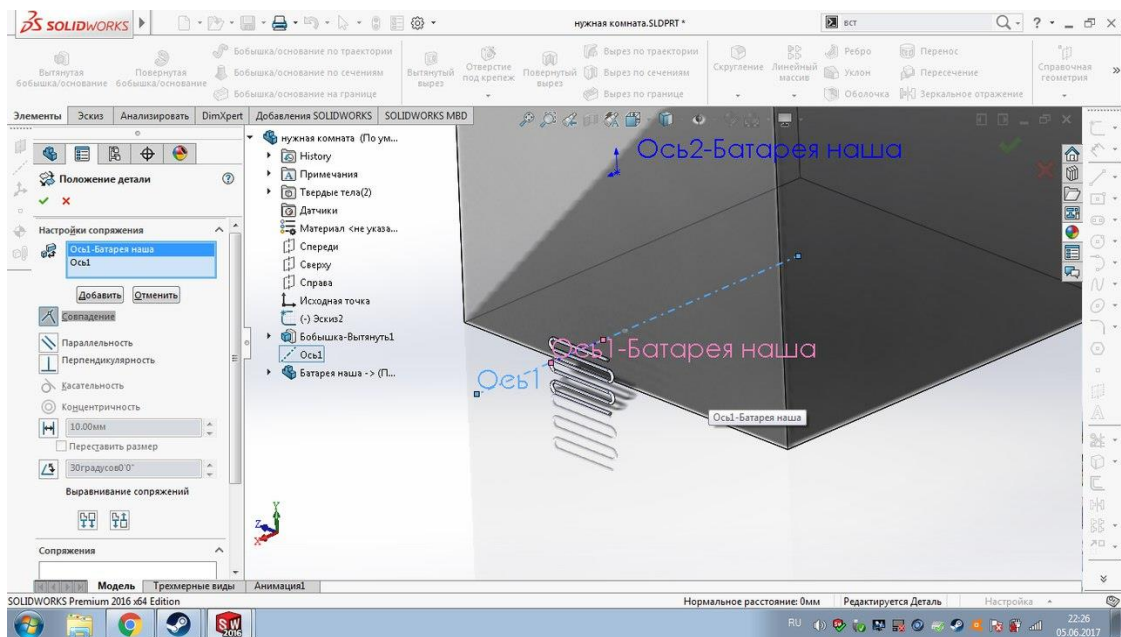 SOLIDWORKS
нужная комната.SLDPRT *
вст
Вытянутая бобышка/основание
Повернутая бобышка/основание
Бобышка/основание по траектории
Бобышка/основание по сечениям
Бобышка/основание на границе
Вытянутый вырез
Отверстие под крепеж
Повернутый вырез
Вырез по траектории
Вырез по сечениям
Вырез по границе
Скругление
Линейный массив
Ребро
Уклон
Оболочка
Перенос
Пересечение
Зеркальное отражение
Справочная геометрия
Элементы
Эскиз
Анализировать
DimXpert
Добавления SOLIDWORKS
SOLIDWORKS MBD
Положение детали
Настройки сопряжения
Ось1-Батарея наша
Ось1
Добавить
Отменить
Совпадение
Параллельность
Перпендикулярность
Касательность
Концентричность
10.00мм
Переставить размер
30градусов0'0"
Выравнивание сопряжений
Сопряжения
нужная комната (По ум...
History
Примечания
Твердые тела(2)
Датчики
Материал <не указа...
Спереди
Сверху
Справа
Исходная точка
(-) Эскиз2
Бобышка-Вытянуть1
Ось1
Батарея наша -> (П...
Ось2-Батарея наша
Ось1-Батарея наша
Ось1
Ось1-Батарея наша
Y
Z
X
Модель
Трехмерные виды
Анимация1
SOLIDWORKS Premium 2016 x64 Edition
Нормальное расстояние: 0мм
Редактируется Деталь
Настройка
SW
2016
RU
22:26
05.06.2017